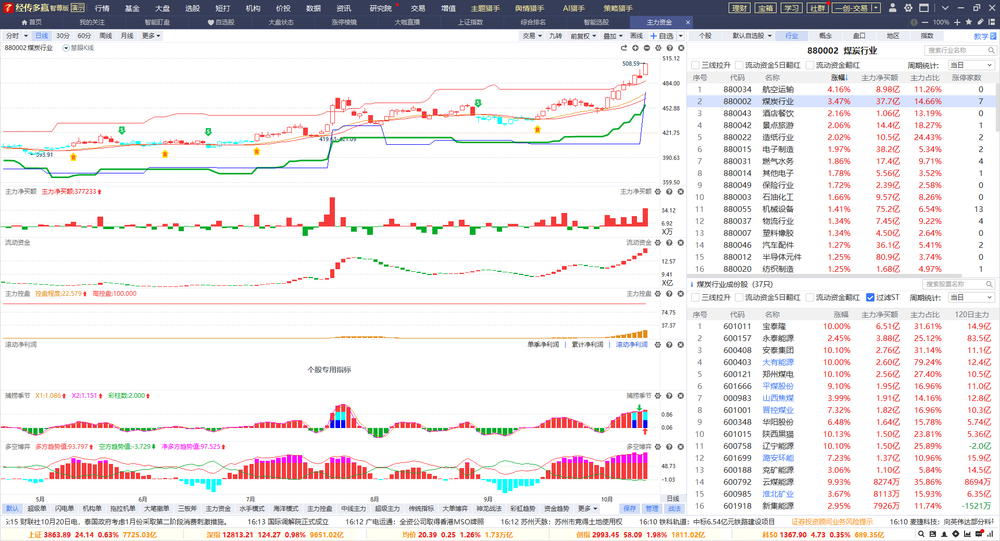 经传多赢 智尊版 演示 行情 基金 大盘 选股 短打 机构 价投 数据 资讯 研究院 交易 增值 主题猎手 舆情猎手 AI猎手 策略猎手 理财 宝箱 学习 社群 一创-交易
首页 我的关注 智能盯盘 自选股 大盘状态 涨停棱镜 大咖直播 上证指数 综合排名 智能选股 主力资金 × 100%
分时 日线 30分 60分 周线 月线 更多 交易 九转 前复权 叠加 画线 自选
880002 煤炭行业 慧眼K线
515.12
508.59
484.00
452.88
421.75
419.63-421.09
393.91
390.63
359.50
S S S
B B B B
主力净买额 主力净买额:377233 主力净买额
34.12
6.92
X万
流动资金 流动资金
12.57
9.41
X亿
主力控盘 控盘程度:22.579 高控盘:100.000 主力控盘
74.75
37.37
滚动净利润 单季净利润 | 累计净利润 | 滚动净利润
个股专用指标
捕捞季节 X1:1.086 X2:1.151 彩柱数:2.000 捕捞季节
0.86
0.06
多空博弈 多方趋势值:93.797 空方趋势值:-3.729 净多方趋势值:97.525 多空博弈
48.73
-1.03
5月 6月 7月 8月 9月 10月 日线
默认 超级单 闪电单 机构单 拖拉机单 大笔撤单 三板斧 主力资金 水手模式 海洋模式 主力控盘 中线主力 超级主力 传统指标 大单博弈 神龙战法 彩虹趋势 资金趋势 更多 保存 管理 战法
个股 默认自选股 行业 概念 盘口 地区 指数 教学
880002 煤炭行业 搜索行业名称
三线拉升 流动资金5日翻红 流动资金翻红 周期统计: 当日
序号 代码 名称 涨幅↓ 主力净买额 主力占比 涨停家数
1 880034 航空运输 4.16% 8.98亿 11.26% 0
2 880002 煤炭行业 3.47% 37.7亿 14.66% 7
3 880043 酒店餐饮 2.16% 1.06亿 13.19% 0
4 880042 景点旅游 2.06% 14.4亿 18.27% 1
5 880022 造纸行业 2.02% 10.5亿 24.43% 2
6 880015 电子制造 1.97% 38.2亿 5.34% 2
7 880031 燃气水务 1.86% 17.4亿 9.71% 4
8 880014 其他电子 1.78% 5.56亿 3.52% 1
9 880049 保险行业 1.72% 2.39亿 2.58% 0
10 880003 石油化工 1.66% 9.57亿 8.26% 0
11 880055 机械设备 1.41% 75.2亿 6.54% 13
12 880037 物流行业 1.34% 7.45亿 9.22% 4
13 880007 塑料橡胶 1.34% 4.50亿 2.64% 0
14 880046 汽车配件 1.27% 36.1亿 5.41% 2
15 880012 半导体元件 1.25% 80.9亿 3.74% 0
16 880020 纺织制造 1.25% 1.68亿 4.97% 1
煤炭行业成份股 (37只) 搜索股票名称
三线拉升 流动资金5日翻红 流动资金翻红 过滤ST 周期统计: 当日
序号 代码 名称 涨幅 主力净买额 主力占比 120日主力
1 601011 宝泰隆 10.00% 6.51亿 31.61% 14.9亿
2 600157 永泰能源 2.45% 3.88亿 25.12% 83.5亿
3 600408 安泰集团 10.10% 2.76亿 31.14% 11.1亿
4 600403 大有能源 10.00% 2.60亿 79.24% 12.4亿
5 600121 郑州煤电 10.10% 2.56亿 27.40% 10.5亿
6 601666 平煤股份 9.10% 1.95亿 16.96% 11.0亿
7 000983 山西焦煤 3.99% 1.91亿 14.16% 12.8亿
8 601001 晋控煤业 7.32% 1.82亿 16.96% 10.3亿
9 600348 华阳股份 6.48% 1.64亿 15.78% 5.74亿
10 601015 陕西黑猫 10.13% 1.50亿 23.81% 5.36亿
11 600758 辽宁能源 10.10% 1.50亿 25.89% -2.0亿
12 601699 潞安环能 7.23% 1.37亿 10.96% 15.9亿
13 600188 兖矿能源 3.06% 1.10亿 5.84% 14.5亿
14 600792 云煤能源 9.93% 8274万 35.86% 8694万
15 600985 淮北矿业 3.67% 8113万 15.93% 6.35亿
16 601918 新集能源 2.95% 7926万 11.74% -1521万
5:15 财联社10月20日电，泰国政府考虑1月份采取第二阶段消费刺激措施。 16:13 国际调解院正式成立 16:12 广电运通：全资公司取得香港MSO牌照 16:12 苏州天脉：苏州市竞得土地使用权 16:10 铁科轨道：中标6.54亿元铁路建设项目 证券投资顾问业务风险提示 16:10 麦捷科技：向英伟达部分料号
上证 3863.89 24.14 0.63% 7725.03亿 深指 12813.21 124.27 0.98% 9651.02亿 均价 20.39 0.25 1.26% 1.73万亿 创指 2993.45 58.09 1.98% 1811.02亿 科50 1367.90 4.73 0.35% 689.35亿